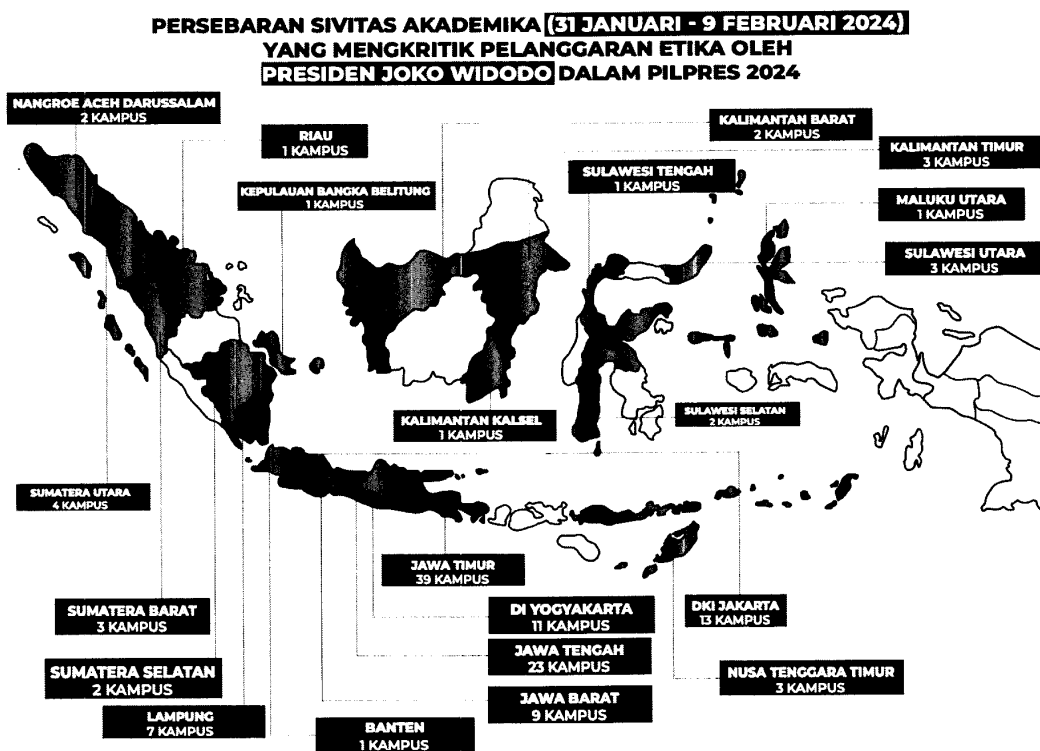 PERSEBARAN SIVITAS AKADEMIKA (31 JANUARI - 9 FEBRUARI 2024)
YANG MENGKRITIK PELANGGARAN ETIKA OLEH
PRESIDEN JOKO WIDODO DALAM PILPRES 2024
NANGROE ACEH DARUSSALAM
2 KAMPUS
RIAU
1 KAMPUS
KALIMANTAN BARAT
2 KAMPUS
KALIMANTAN TIMUR
3 KAMPUS
SULAWESI TENGAH
1 KAMPUS
KEPULAUAN BANGKA BELITUNG
1 KAMPUS
MALUKU UTARA
1 KAMPUS
SULAWESI UTARA
3 KAMPUS
KALIMANTAN KALSEL
1 KAMPUS
SULAWESI SELATAN
2 KAMPUS
SUMATERA UTARA
4 KAMPUS
JAWA TIMUR
39 KAMPUS
SUMATERA BARAT
3 KAMPUS
DI YOGYAKARTA
11 KAMPUS
DKI JAKARTA
13 KAMPUS
JAWA TENGAH
23 KAMPUS
SUMATERA SELATAN
2 KAMPUS
NUSA TENGGARA TIMUR
3 KAMPUS
JAWA BARAT
9 KAMPUS
LAMPUNG
7 KAMPUS
BANTEN
1 KAMPUS